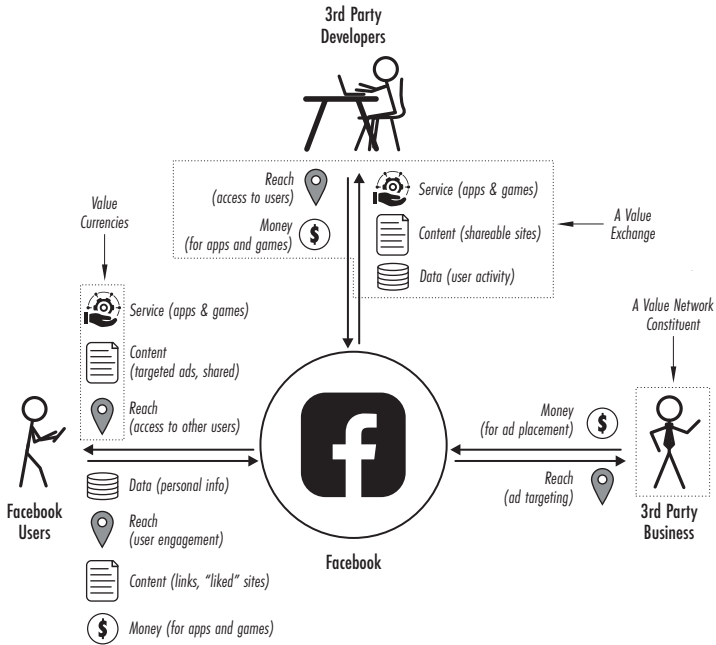 3rd Party
Developers
Reach
(access to users)
Money
(for apps and games)
$
Service (apps & games)
Content (shareable sites)
Data (user activity)
A Value
Exchange
Value
Currencies
Service (apps & games)
Content
(targeted ads, shared)
Reach
(access to other users)
A Value Network
Constituent
Money
(for ad placement)
$
Reach
(ad targeting)
3rd Party
Business
Facebook
Users
Data (personal info)
Reach
(user engagement)
Content (links, "liked" sites)
$
Money (for apps and games)
f
Facebook